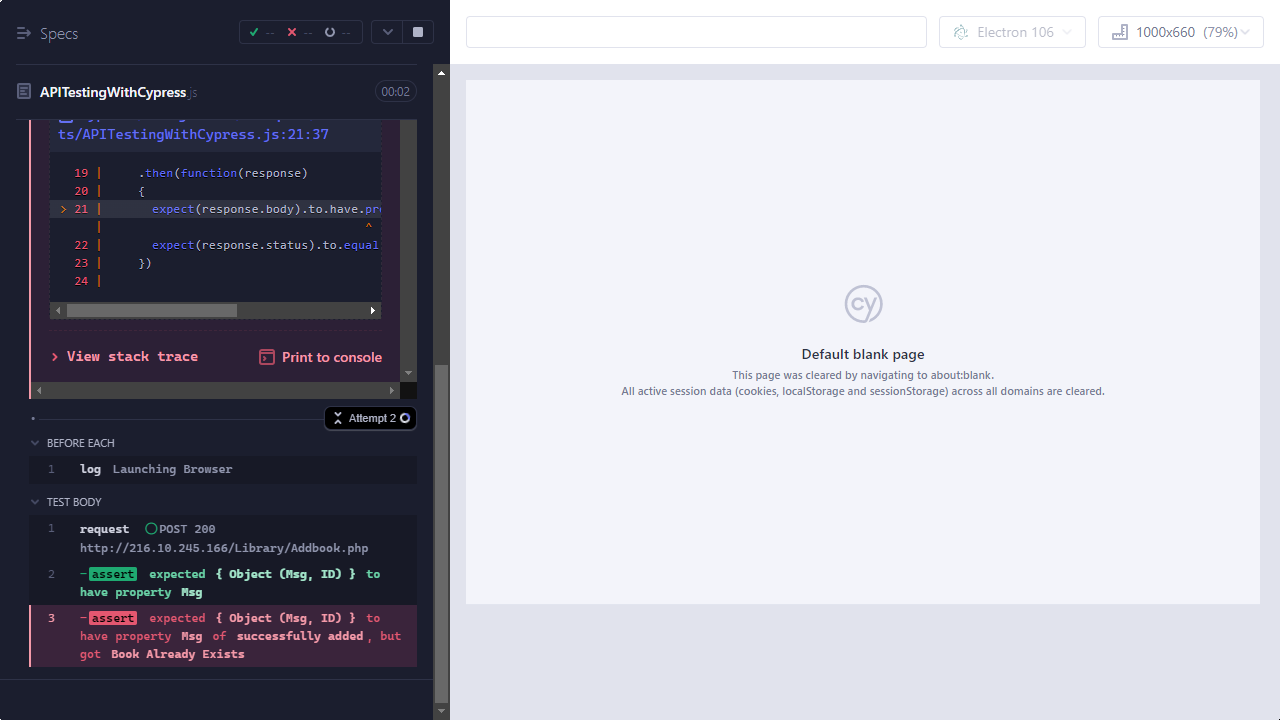 Specs
-- -- --
Electron 106
1000x660 (79%)
APITestingWithCypress.js
00:02
ts/APITestingWithCypress.js:21:37
19 | .then(function(response)
20 | {
> 21 | expect(response.body).to.have.pr
| ^
22 | expect(response.status).to.equal
23 | })
24 |
View stack trace
Print to console
Attempt 2
BEFORE EACH
1 log Launching Browser
TEST BODY
1 request POST 200
http://216.10.245.166/Library/Addbook.php
2 -assert expected { Object (Msg, ID) } to
have property Msg
3 -assert expected { Object (Msg, ID) } to
have property Msg of successfully added, but
got Book Already Exists
cy
Default blank page
This page was cleared by navigating to about:blank.
All active session data (cookies, localStorage and sessionStorage) across all domains are cleared.